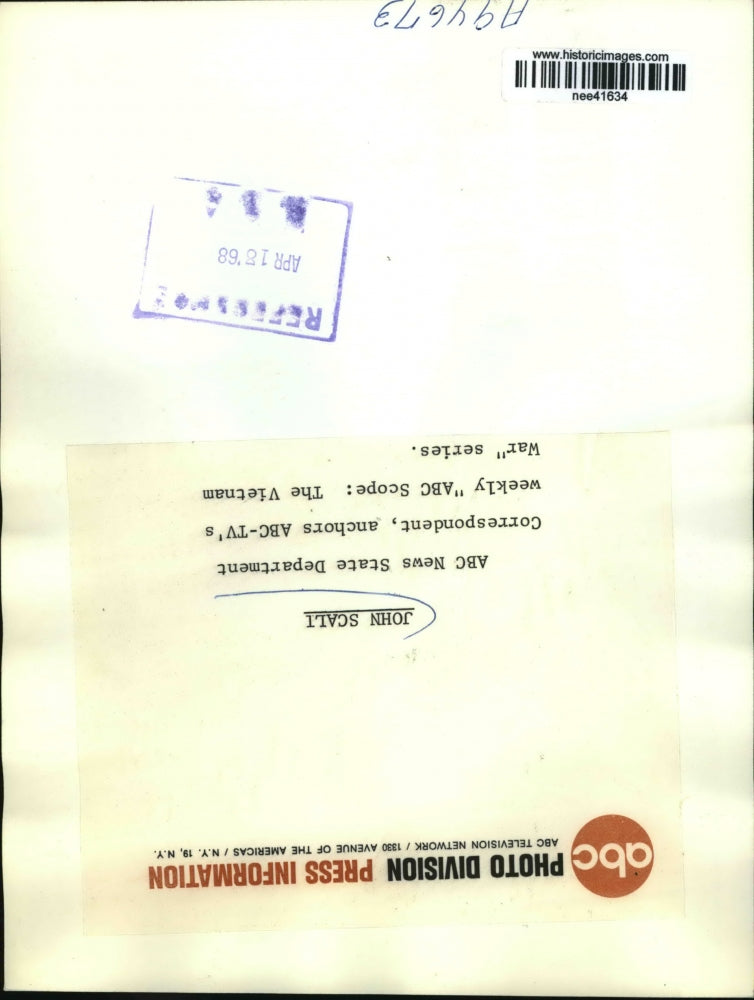 abc
PHOTO DIVISION PRESS INFORMATION
ABC TELEVISION NETWORK / 1330 AVENUE OF THE AMERICAS / N.Y. 19, N.Y.
JOHN SCALI
ABC News State Department
Correspondent, anchors ABC-TV's
weekly "ABC Scope: The Vietnam
War" series.
REFERENCE
APR 18 '68
A94673
www.historicimages.com
nee41634